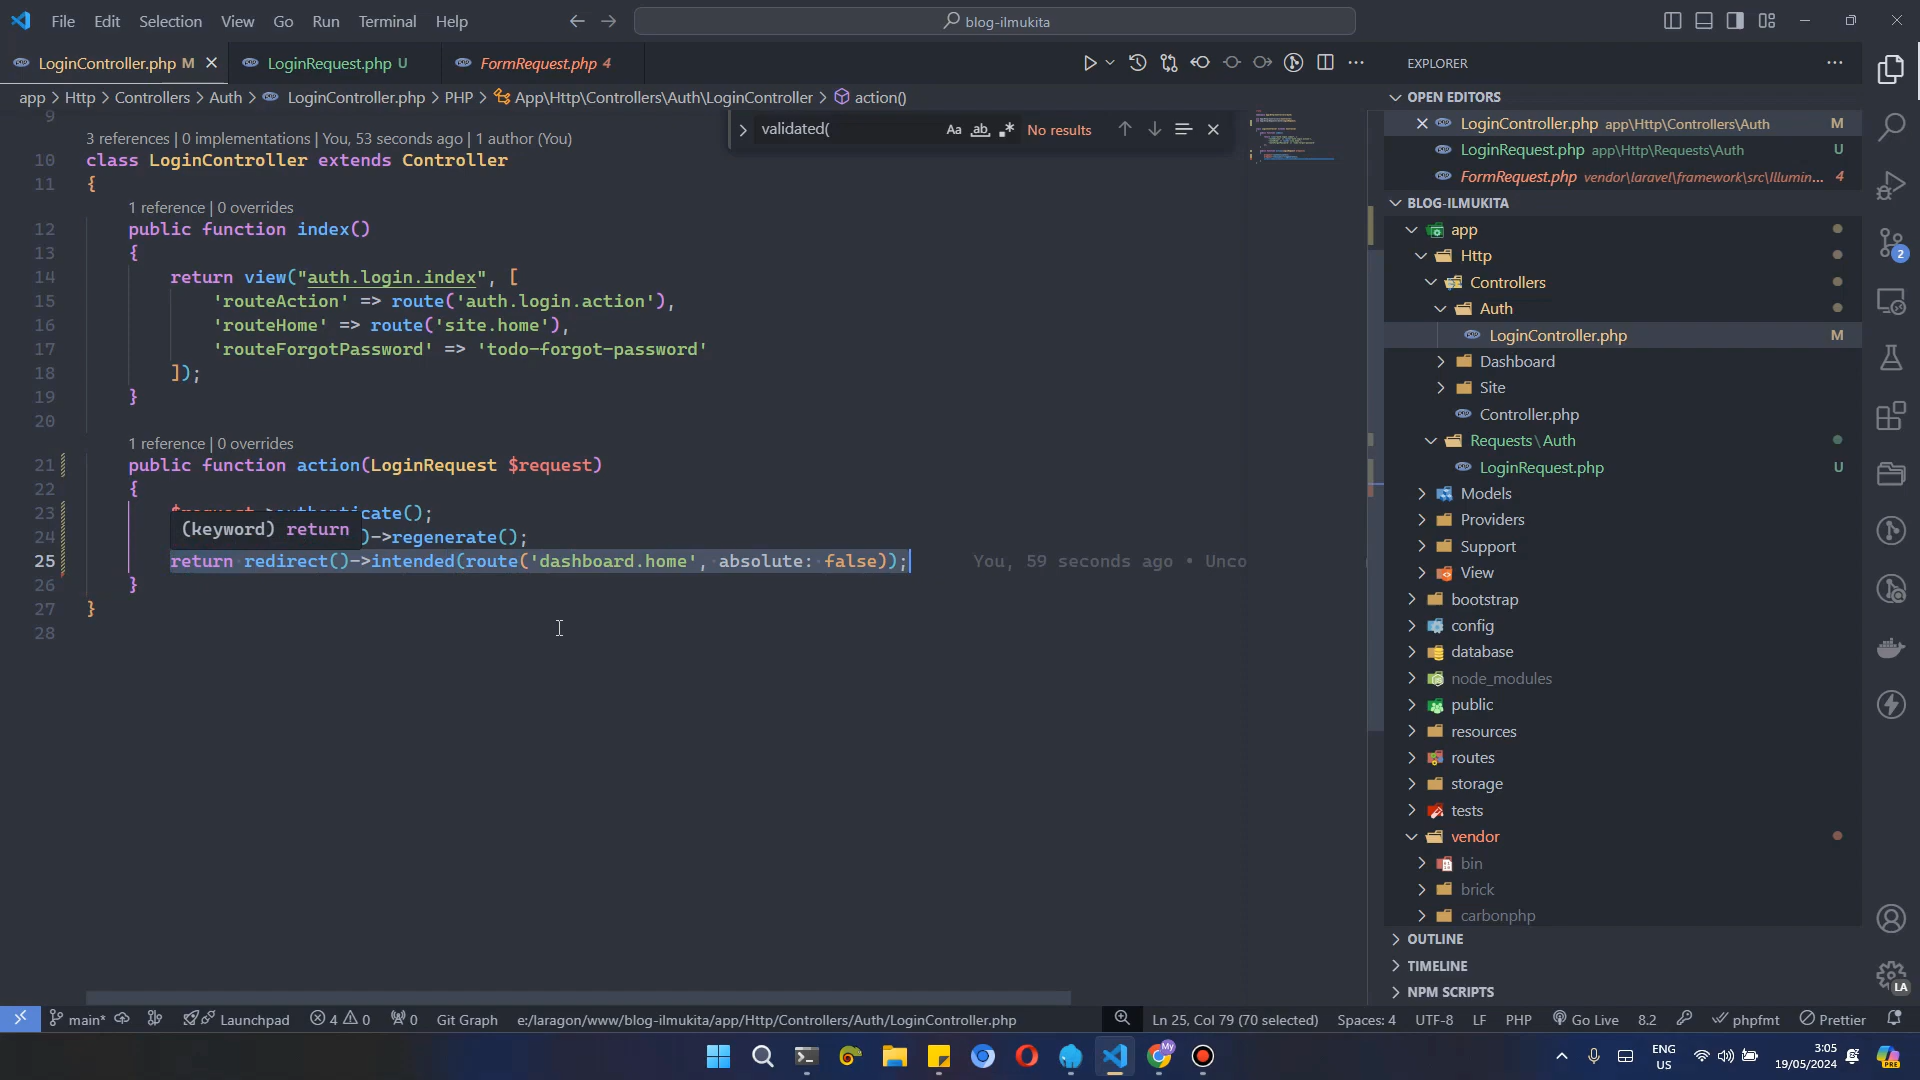 File Edit Selection View Go Run Terminal Help
blog-ilmukita
LoginController.php M
LoginRequest.php U
FormRequest.php 4
app > Http > Controllers > Auth > LoginController.php > PHP > App\Http\Controllers\Auth\LoginController > action()
validated(
Aa ab .* No results
9
3 references | 0 implementations | You, 53 seconds ago | 1 author (You)
10 class LoginController extends Controller
11 {
1 reference | 0 overrides
12 public function index()
13 {
14 return view("auth.login.index", [
15 'routeAction' => route('auth.login.action'),
16 'routeHome' => route('site.home'),
17 'routeForgotPassword' => 'todo-forgot-password'
18 ]);
19 }
20
1 reference | 0 overrides
21 public function action(LoginRequest $request)
22 {
23 cate();
(keyword) return
24 )->regenerate();
25 return redirect()->intended(route('dashboard.home', absolute: false)); You, 59 seconds ago • Unco
26 }
27 }
28
EXPLORER
OPEN EDITORS
LoginController.php app\Http\Controllers\Auth M
LoginRequest.php app\Http\Requests\Auth U
FormRequest.php vendor\laravel\framework\src\Illumin... 4
BLOG-ILMUKITA
app
Http
Controllers
Auth
LoginController.php M
Dashboard
Site
Controller.php
Requests\Auth
LoginRequest.php U
Models
Providers
Support
View
bootstrap
config
database
node_modules
public
resources
routes
storage
tests
vendor
bin
brick
carbonphp
OUTLINE
TIMELINE
NPM SCRIPTS
2
LA
main* Launchpad 4 0 0 Git Graph e:/laragon/www/blog-ilmukita/app/Http/Controllers/Auth/LoginController.php Ln 25, Col 79 (70 selected) Spaces: 4 UTF-8 LF PHP Go Live 8.2 phpfmt Prettier
My
ENG
US
3:05
19/05/2024
PRE